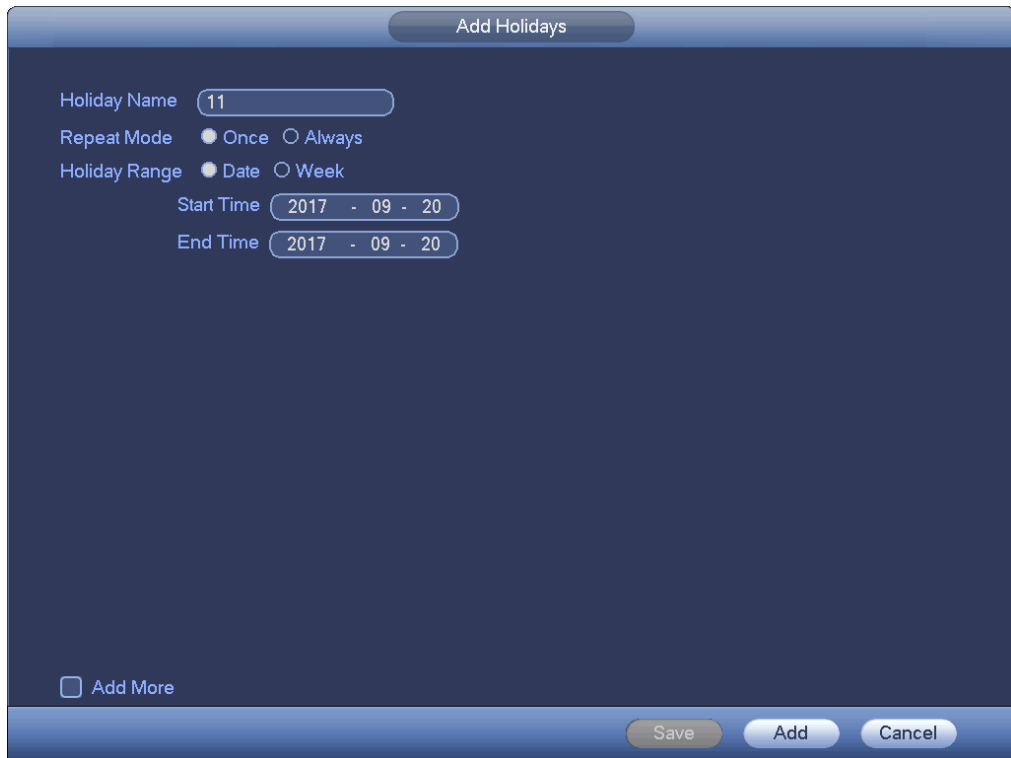 Add Holidays
Holiday Name 11
Repeat Mode Once Always
Holiday Range Date Week
Start Time 2017 - 09 - 20
End Time 2017 - 09 - 20
Add More
Save Add Cancel